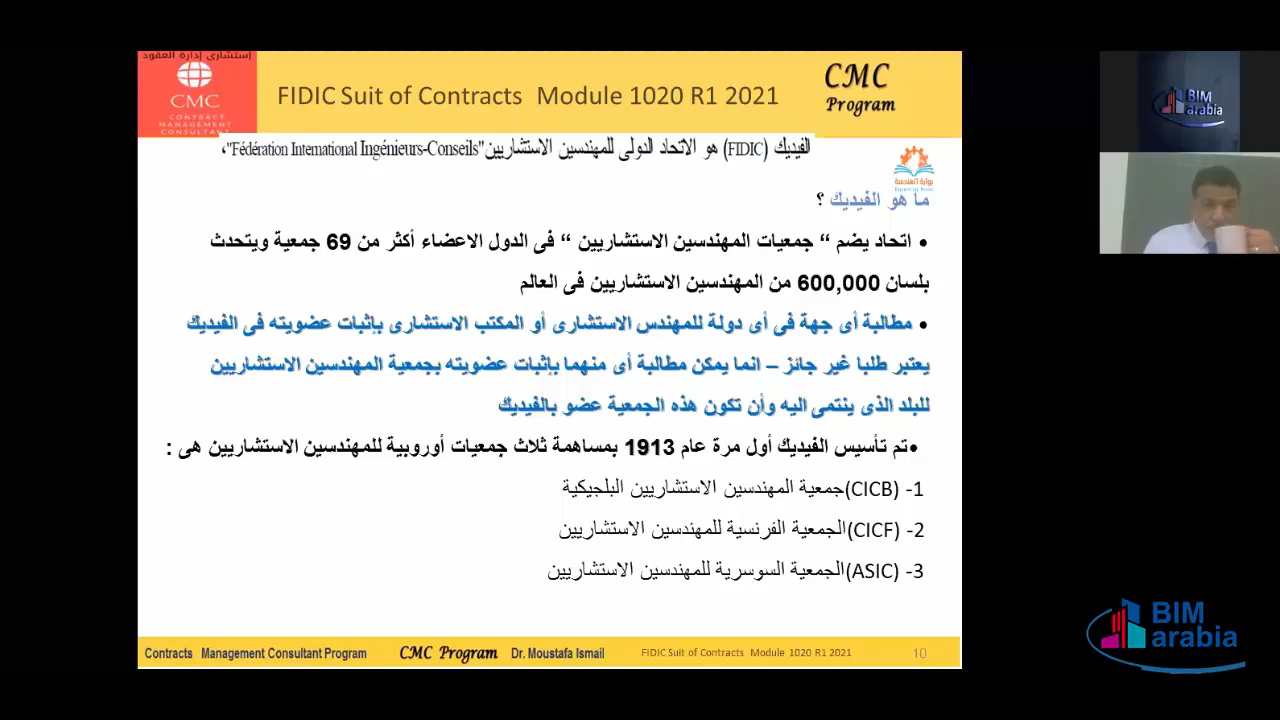 إستشارى إدارة العقود
CMC
CONTRACT
MANAGEMENT
CONSULTANT
FIDIC Suit of Contracts Module 1020 R1 2021
CMC
Program
الفيديك (FIDIC) هو الاتحاد الدولى للمهندسين الاستشاريين"Fédération International Ingénieurs-Conseils"،
بوابة الهندسة
ما هو الفيديك ؟
• اتحاد يضم “ جمعيات المهندسين الاستشاريين “ فى الدول الاعضاء أكثر من 69 جمعية ويتحدث
بلسان 600,000 من المهندسين الاستشاريين فى العالم
• مطالبة أى جهة فى أى دولة للمهندس الاستشارى أو المكتب الاستشارى بإثبات عضويته فى الفيديك
يعتبر طلبا غير جائز – انما يمكن مطالبة أى منهما بإثبات عضويته بجمعية المهندسين الاستشاريين
للبلد الذى ينتمى اليه وأن تكون هذه الجمعية عضو بالفيديك
• تم تأسيس الفيديك أول مرة عام 1913 بمساهمة ثلاث جمعيات أوروبية للمهندسين الاستشاريين هى :
1- (CICB)جمعية المهندسين الاستشاريين البلجيكية
2- (CICF)الجمعية الفرنسية للمهندسين الاستشاريين
3- (ASIC)الجمعية السوسرية للمهندسين الاستشاريين
Contracts Management Consultant Program CMC Program Dr. Moustafa Ismail FIDIC Suit of Contracts Module 1020 R1 2021 10
BIM
arabia
BIM
arabia